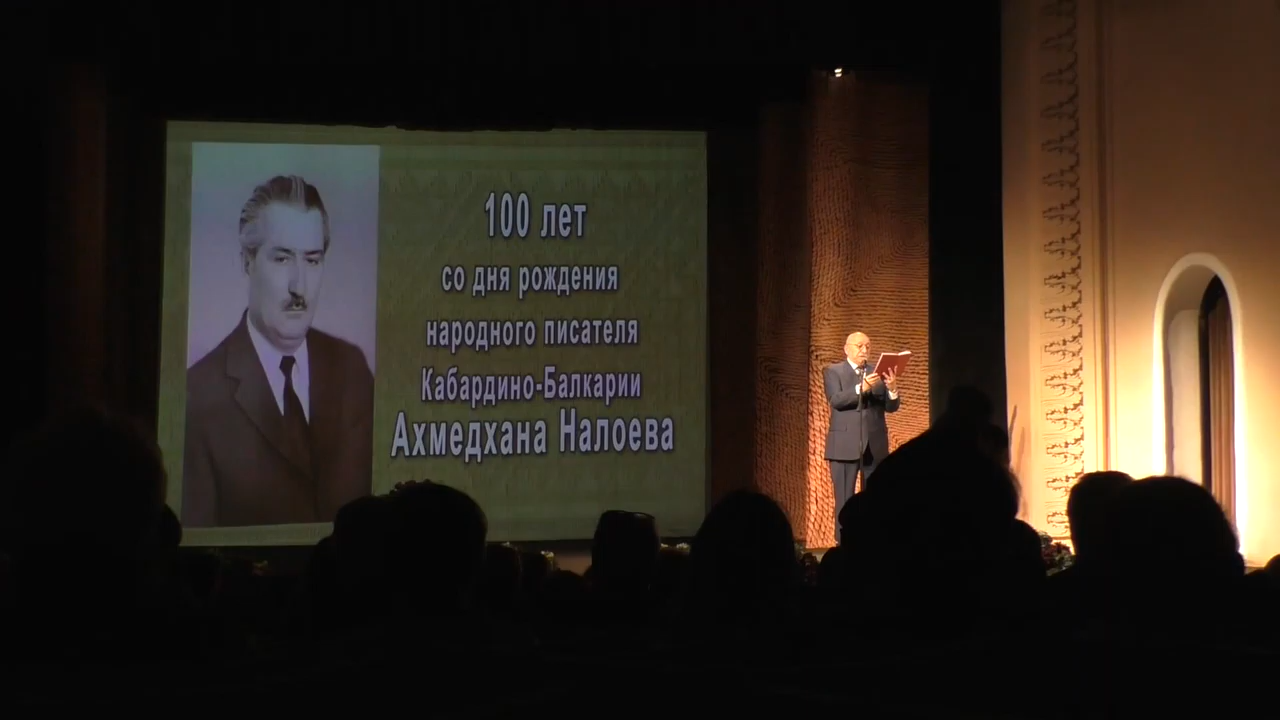 100 лет
со дня рождения
народного писателя
Кабардино-Балкарии
Ахмедхана Налоева